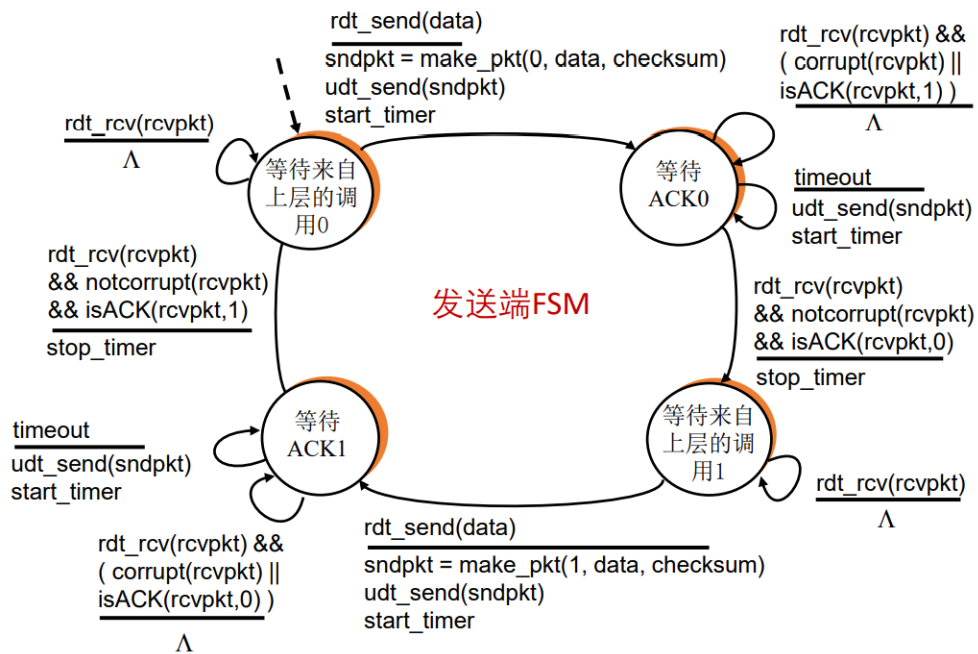 rdt_send(data)
sndpkt = make_pkt(0, data, checksum)
udt_send(sndpkt)
start_timer
rdt_rcv(rcvpkt) &&
( corrupt(rcvpkt) ||
isACK(rcvpkt,1) )
Λ
rdt_rcv(rcvpkt)
Λ
等待来自
上层的调
用0
等待
ACK0
timeout
udt_send(sndpkt)
start_timer
rdt_rcv(rcvpkt)
&& notcorrupt(rcvpkt)
&& isACK(rcvpkt,1)
stop_timer
发送端FSM
rdt_rcv(rcvpkt)
&& notcorrupt(rcvpkt)
&& isACK(rcvpkt,0)
stop_timer
等待
ACK1
等待来自
上层的调
用1
timeout
udt_send(sndpkt)
start_timer
rdt_rcv(rcvpkt)
Λ
rdt_rcv(rcvpkt) &&
( corrupt(rcvpkt) ||
isACK(rcvpkt,0) )
Λ
rdt_send(data)
sndpkt = make_pkt(1, data, checksum)
udt_send(sndpkt)
start_timer